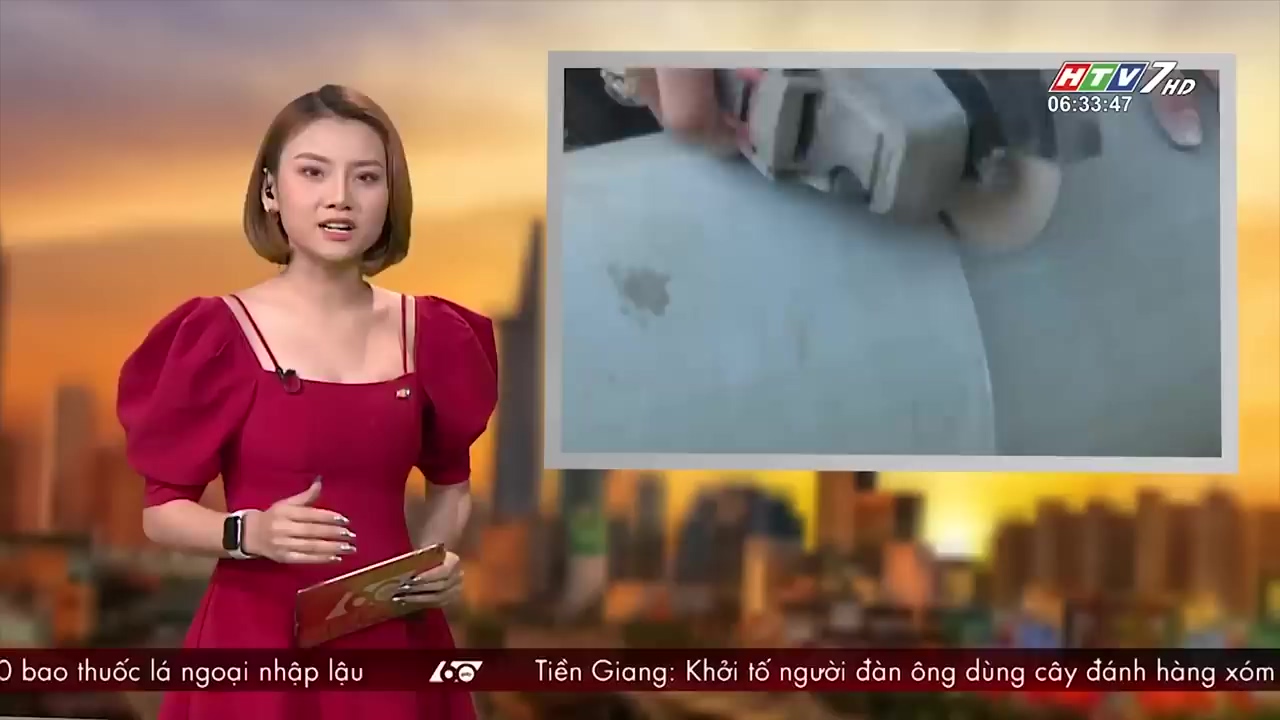 HTV7 HD
06:33:47
0 bao thuốc lá ngoại nhập lậu 60 Tiền Giang: Khởi tố người đàn ông dùng cây đánh hàng xóm